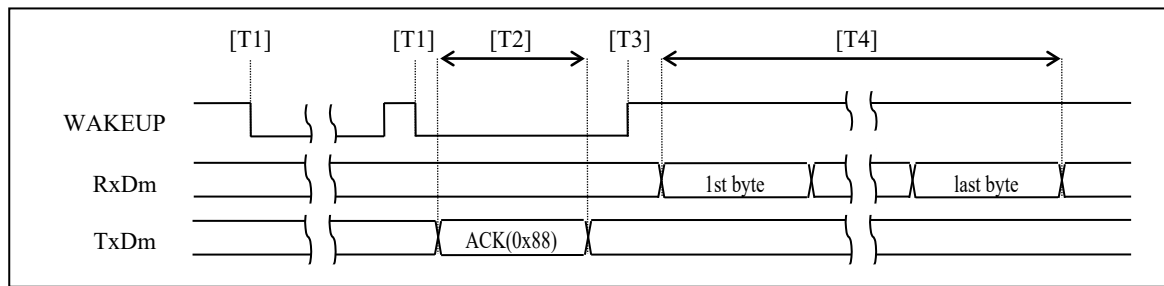 [T1] [T1] [T2] [T3] [T4]
WAKEUP
RxDm 1st byte last byte
TxDm ACK(0x88)